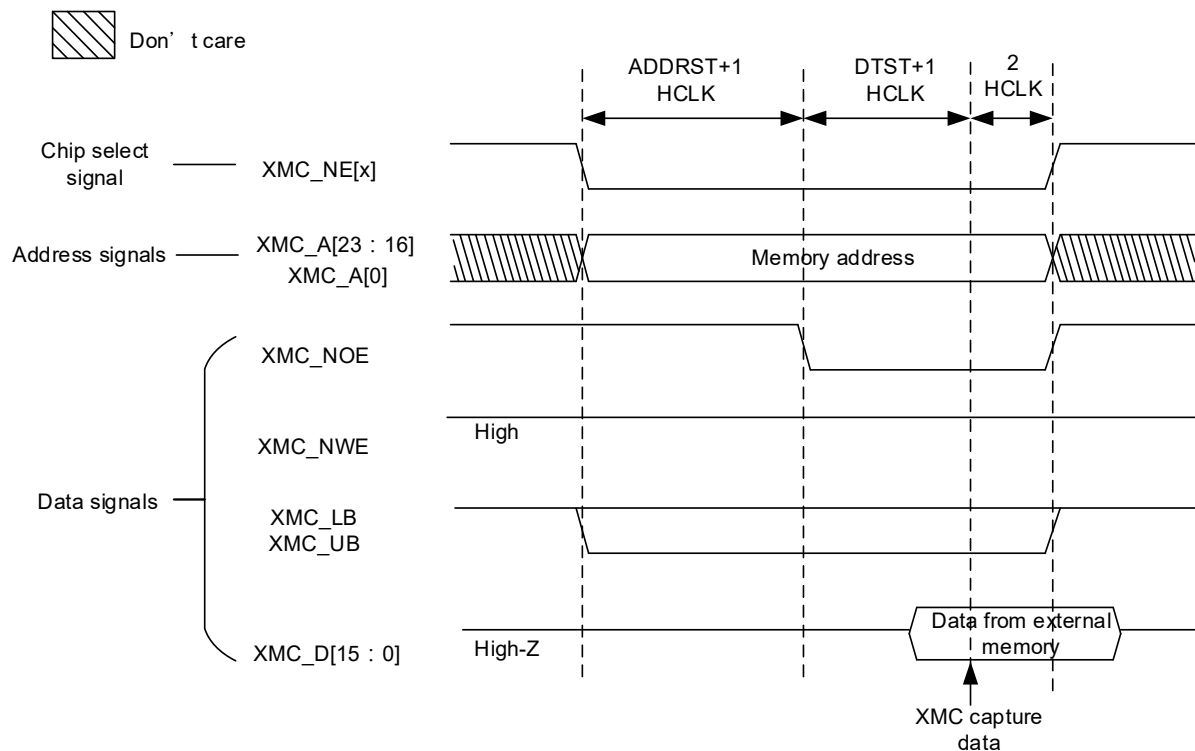 Don’ t care
ADDRST+1
HCLK
DTST+1
HCLK
2
HCLK
Chip select
signal
XMC_NE[x]
Address signals
XMC_A[23：16]
XMC_A[0]
Memory address
XMC_NOE
High
XMC_NWE
Data signals
XMC_LB
XMC_UB
XMC_D[15：0]
High-Z
Data from external
memory
XMC capture
data